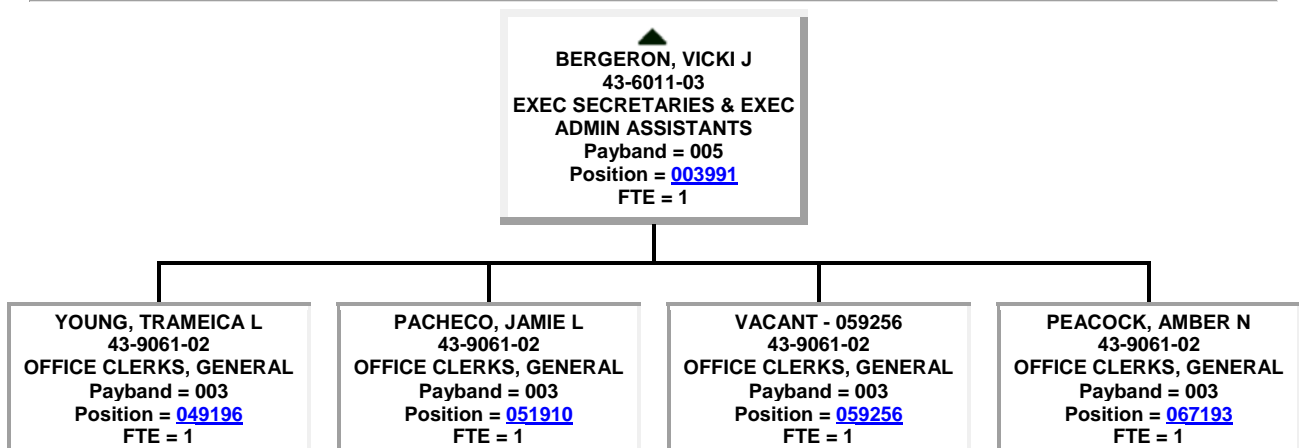 BERGERON, VICKI J
43-6011-03
EXEC SECRETARIES & EXEC
ADMIN ASSISTANTS
Payband = 005
Position = 003991
FTE = 1
YOUNG, TRAMEICA L
43-9061-02
OFFICE CLERKS, GENERAL
Payband = 003
Position = 049196
FTE = 1
PACHECO, JAMIE L
43-9061-02
OFFICE CLERKS, GENERAL
Payband = 003
Position = 051910
FTE = 1
VACANT - 059256
43-9061-02
OFFICE CLERKS, GENERAL
Payband = 003
Position = 059256
FTE = 1
PEACOCK, AMBER N
43-9061-02
OFFICE CLERKS, GENERAL
Payband = 003
Position = 067193
FTE = 1